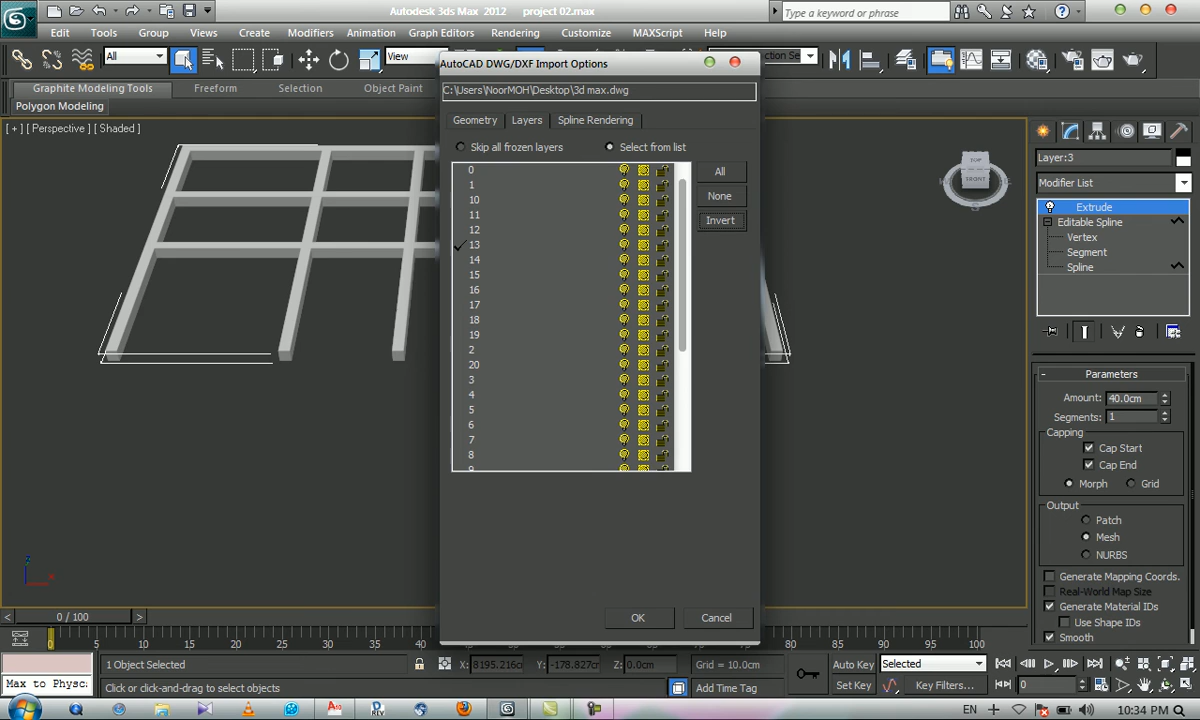 Autodesk 3ds Max 2012 project 02.max
Type a keyword or phrase
Edit Tools Group Views Create Modifiers Animation Graph Editors Rendering Customize MAXScript Help
All
View
Graphite Modeling Tools Freeform Selection Object Paint
Polygon Modeling
[ + ] [ Perspective ] [ Shaded ]
AutoCAD DWG/DXF Import Options
C:\Users\NoorMOH\Desktop\3d max.dwg
Geometry Layers Spline Rendering
Skip all frozen layers Select from list
0
1
10
11
12
13
14
15
16
17
18
19
2
20
3
4
5
6
7
8
All
None
Invert
OK Cancel
TOP
FRONT
Layer:3
Modifier List
Extrude
Editable Spline
Vertex
Segment
Spline
Parameters
Amount: 40.0cm
Segments: 1
Capping
Cap Start
Cap End
Morph Grid
Output
Patch
Mesh
NURBS
Generate Mapping Coords.
Real-World Map Size
Generate Material IDs
Use Shape IDs
Smooth
0 / 100
0 5 10 15 20 25 30 35 40 80 85 90 95 100
1 Object Selected
X: 8195.216cm Y: -178.827cm Z: 0.0cm Grid = 10.0cm
Auto Key Selected
Max to Physc
Click or click-and-drag to select objects
Add Time Tag
Set Key Key Filters... 0
EN 10:34 PM